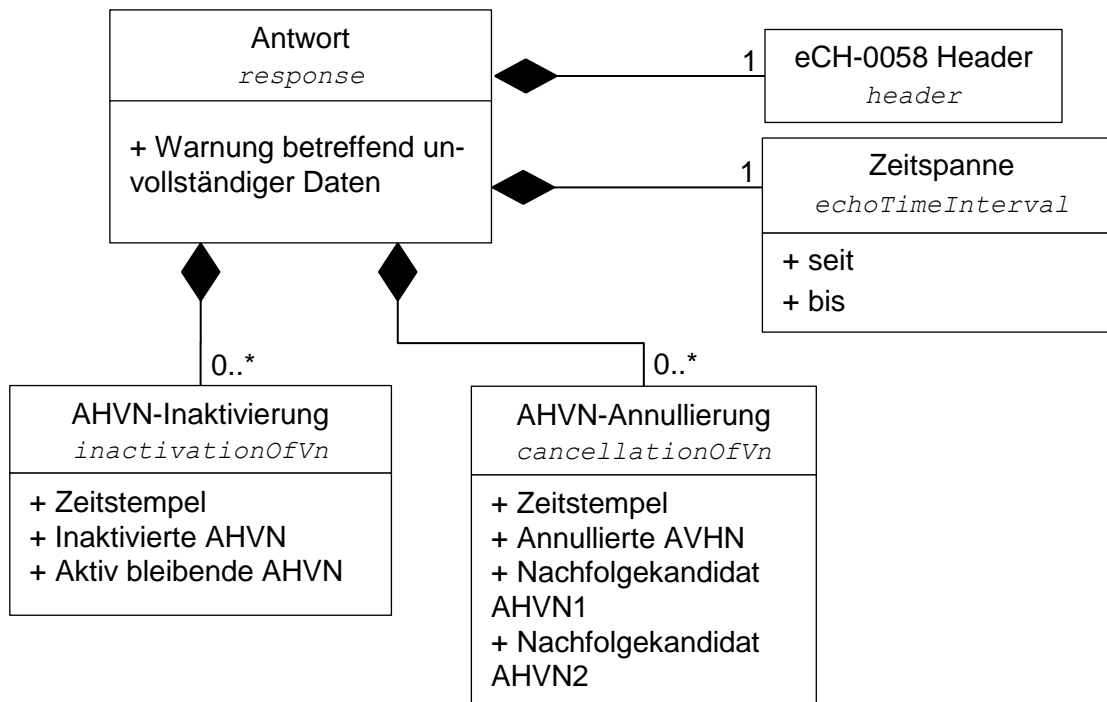 Antwort
response
+ Warnung betreffend un-
vollständiger Daten
1
eCH-0058 Header
header
1
Zeitspanne
echoTimeInterval
+ seit
+ bis
0..*
AHVN-Inaktivierung
inactivationOfVn
+ Zeitstempel
+ Inaktivierte AHVN
+ Aktiv bleibende AHVN
0..*
AHVN-Annullierung
cancellationOfVn
+ Zeitstempel
+ Annullierte AVHN
+ Nachfolgekandidat
AHVN1
+ Nachfolgekandidat
AHVN2